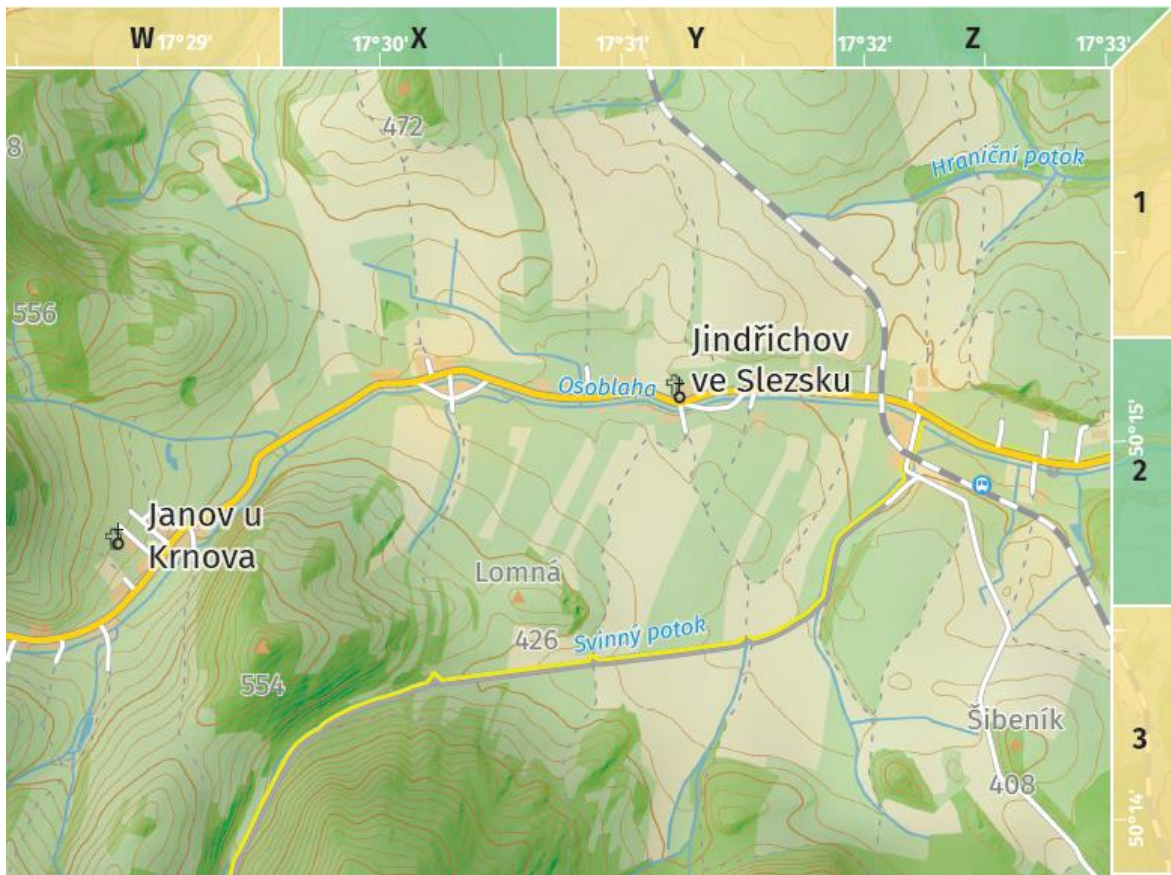 W
17°29'
17°30'
X
17°31'
Y
17°32'
Z
17°33'
472
Hraniční potok
8
1
556
Jindřichov
ve Slezsku
Osoblaha
50°15'
2
Janov u
Krnova
Lomná
426
Svinný potok
554
Šibeník
408
3
50°14'